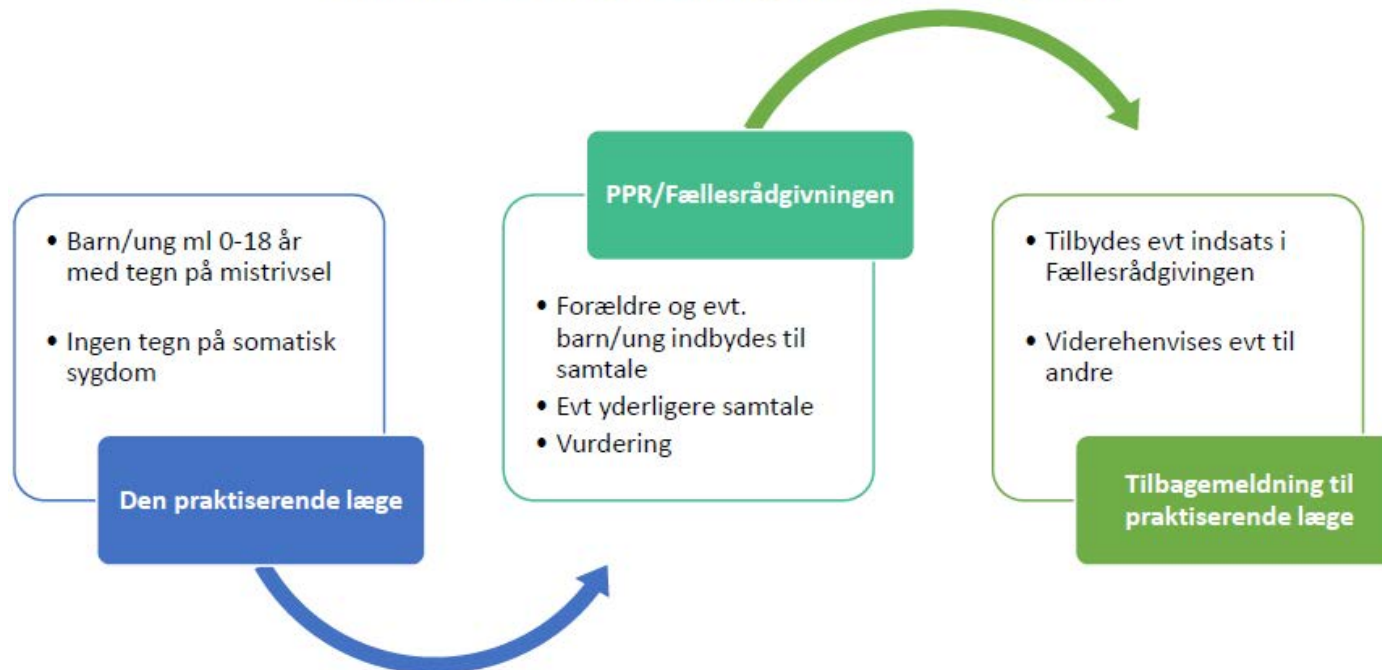 • Barn/ung ml 0-18 år
med tegn på mistrivsel
• Ingen tegn på somatisk
sygdom
Den praktiserende læge
PPR/Fællesrådgivningen
• Forældre og evt.
barn/ung indbydes til
samtale
• Evt yderligere samtale
• Vurdering
• Tilbydes evt indsats i
Fællesrådgivingen
• Viderehenvises evt til
andre
Tilbagemeldning til
praktiserende læge